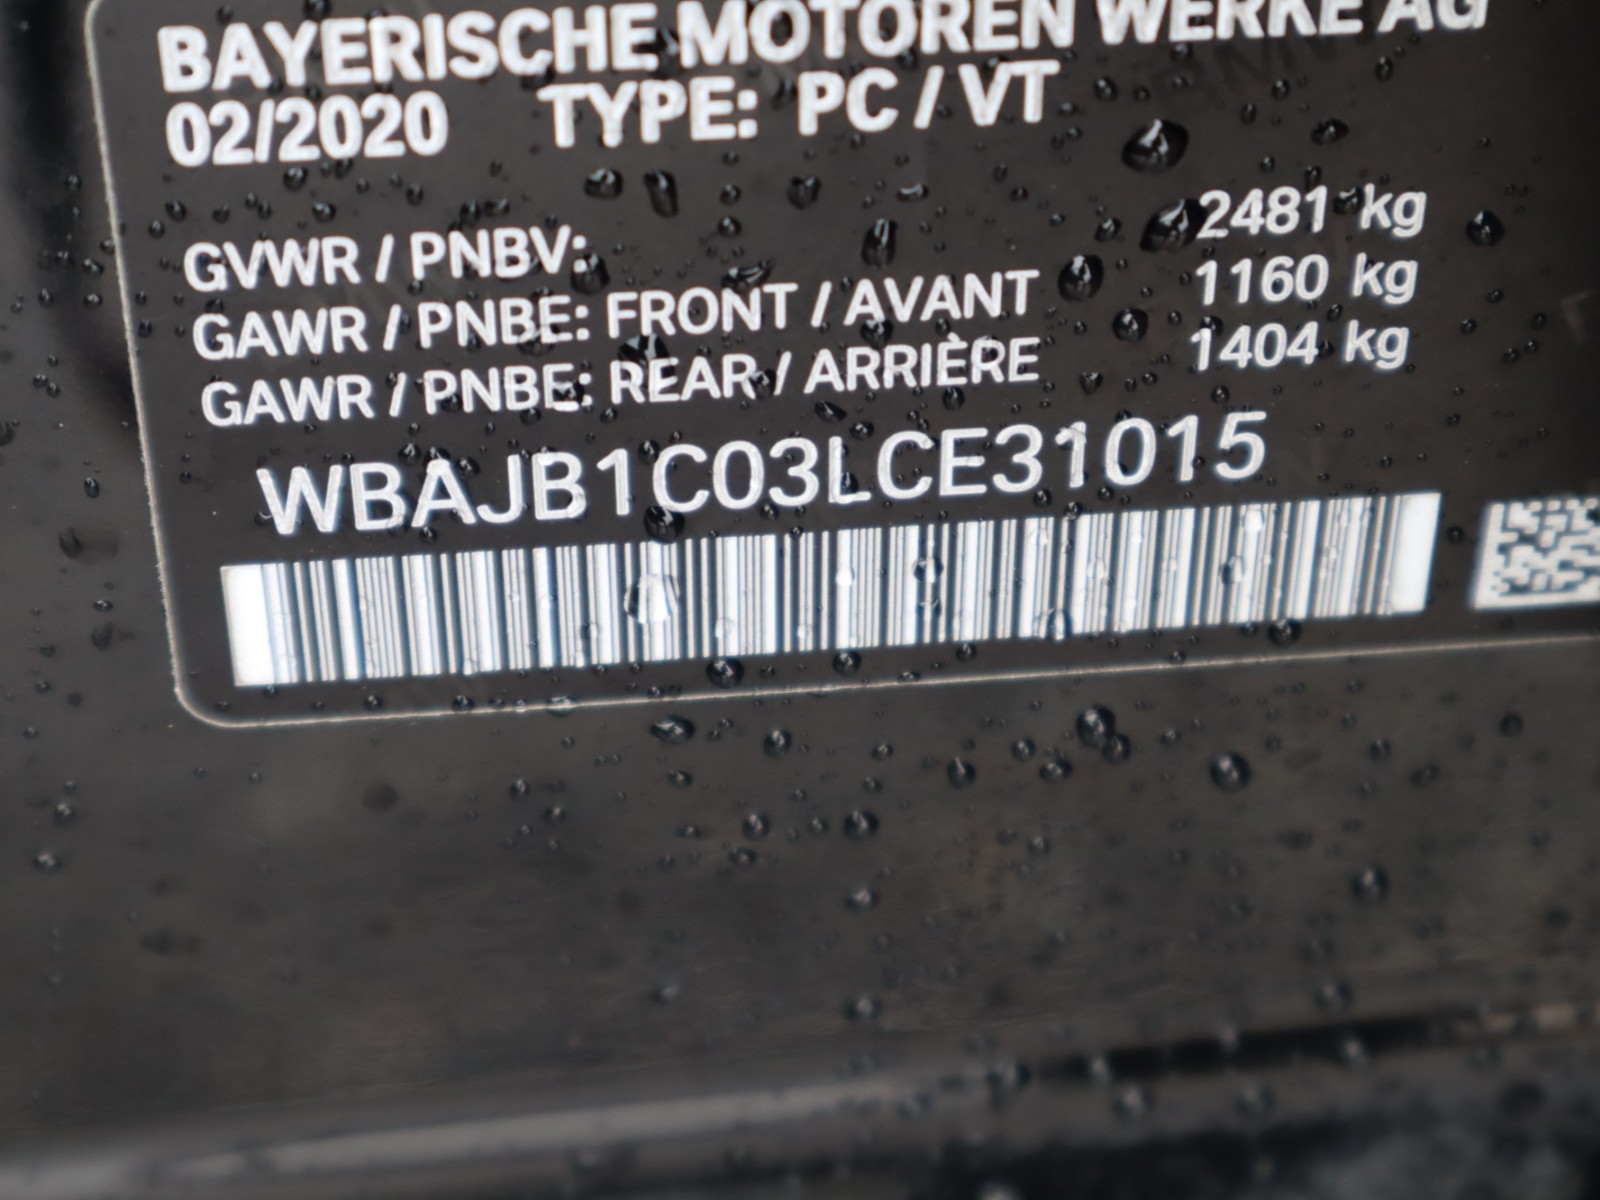 BAYERISCHE MOTOREN WERKE AG
02/2020 TYPE: PC / VT
GVWR / PNBV: 2481 kg
GAWR / PNBE: FRONT / AVANT 1160 kg
GAWR / PNBE: REAR / ARRIÈRE 1404 kg
WBAJB1C03LCE31015